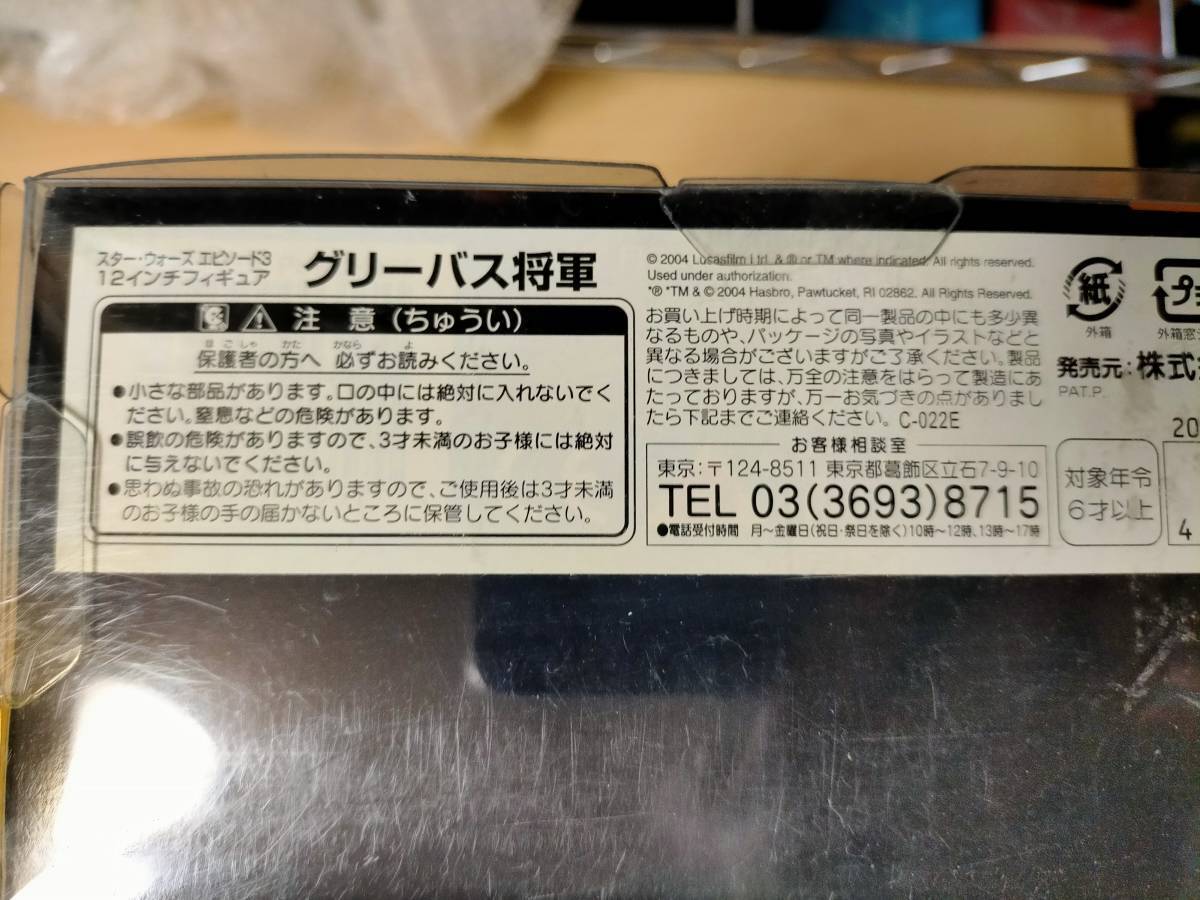 スター・ウォーズ エピソード3
12インチフィギュア
グリーバス将軍
注 意 (ちゅうい)
ほごしゃ かた かなら よ
保護者の方へ 必ずお読みください。
●小さな部品があります。口の中には絶対に入れないでく
ださい。窒息などの危険があります。
●誤飲の危険がありますので、3才未満のお子様には絶対
に与えないでください。
●思わぬ事故の恐れがありますので、ご使用後は3才未満
のお子様の手の届かないところに保管してください。
© 2004 Lucasfilm Ltd. & ® or TM where indicated. All rights reserved.
Used under authorization.
*® *TM & © 2004 Hasbro, Pawtucket, RI 02862. All Rights Reserved.
お買い上げ時期によって同一製品の中にも多少異
なるものや、パッケージの写真やイラストなどと
異なる場合がございますがご了承ください。製品
につきましては、万全の注意をはらって製造にあ
たっておりますが、万一お気づきの点がありまし
たら下記までご連絡ください。 C-022E
お客様相談室
東京:〒124-8511 東京都葛飾区立石7-9-10
TEL 03(3693)8715
●電話受付時間 月〜金曜日(祝日・祭日を除く)10時〜12時、13時〜17時
紙
外箱
プラ
外箱窓
発売元:株式
PAT.P.
20
対象年令
6才以上
4